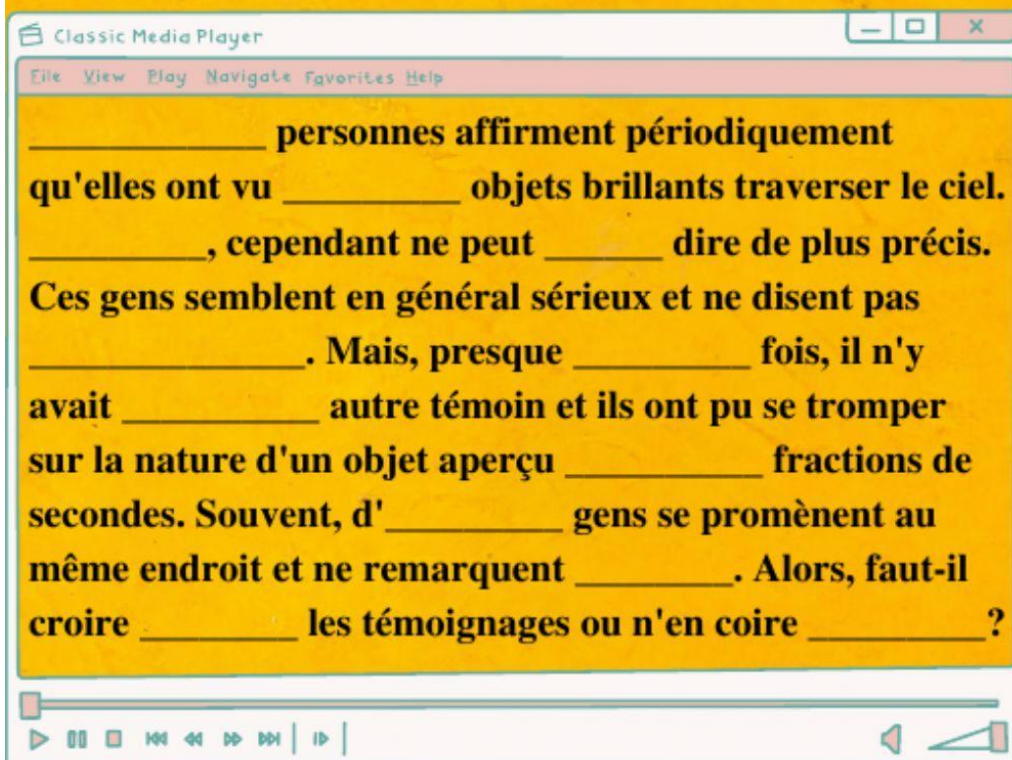 Classic Media Player
File View Play Navigate Favorites Help
____________ personnes affirment périodiquement
qu'elles ont vu _________ objets brillants traverser le ciel.
_________, cependant ne peut ______ dire de plus précis.
Ces gens semblent en général sérieux et ne disent pas
______________. Mais, presque _________ fois, il n'y
avait __________ autre témoin et ils ont pu se tromper
sur la nature d'un objet aperçu __________ fractions de
secondes. Souvent, d'_________ gens se promènent au
même endroit et ne remarquent ________. Alors, faut-il
croire ________ les témoignages ou n'en coire _________?